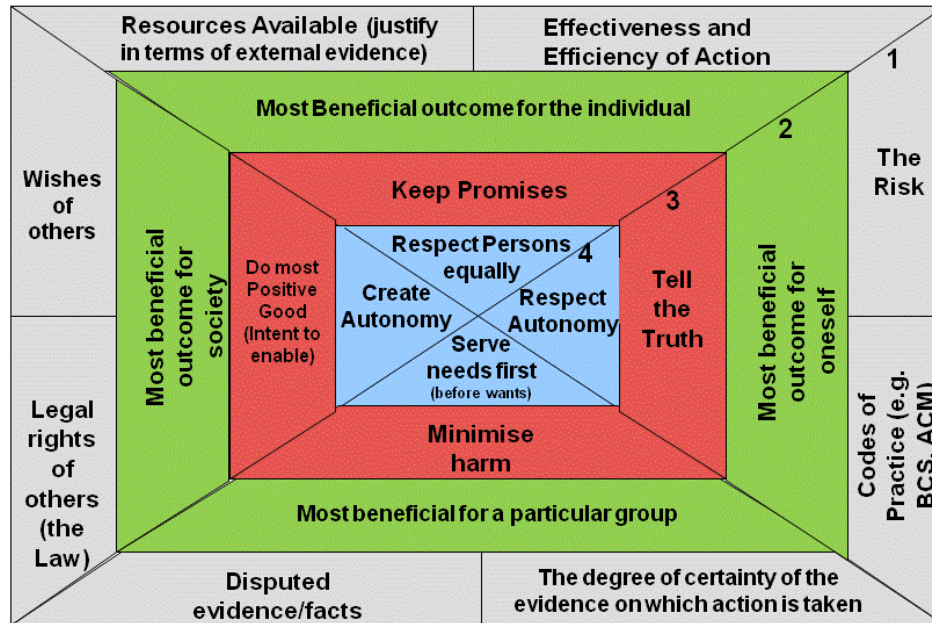 Resources Available (justify
in terms of external evidence)
Effectiveness and
Efficiency of Action
1
Most Beneficial outcome for the individual
2
The
Risk
Wishes
of
others
Keep Promises
3
Most beneficial
outcome for
society
Do most
Positive
Good
(Intent to
enable)
Respect Persons
equally
4
Create
Autonomy
Respect
Autonomy
Serve
needs first
(before wants)
Tell
the
Truth
Most beneficial
outcome for
oneself
Legal
rights of
others
(the
Law)
Codes of
Practice (e.g.
BCS, ACM)
Minimise
harm
Most beneficial for a particular group
Disputed
evidence/facts
The degree of certainty of the
evidence on which action is taken